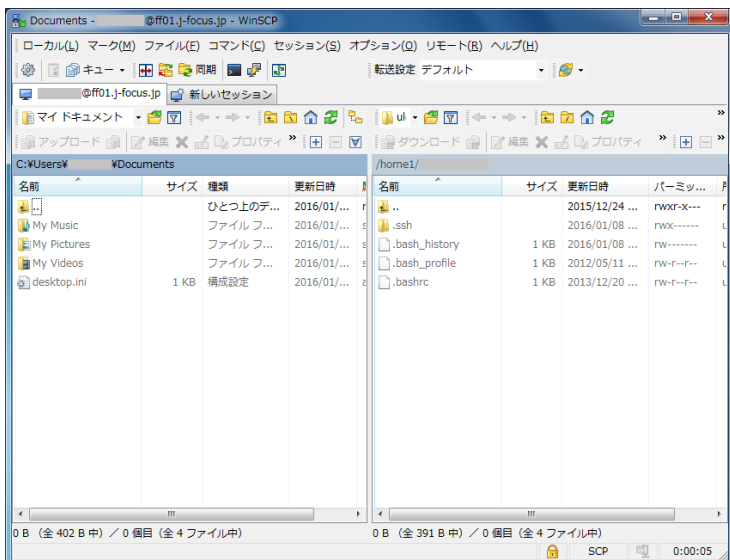 Documents - @ff01.j-focus.jp - WinSCP
ローカル(L) マーク(M) ファイル(F) コマンド(C) セッション(S) オプション(O) リモート(R) ヘルプ(H)
キュー 同期 転送設定 デフォルト
@ff01.j-focus.jp 新しいセッション
マイ ドキュメント
アップロード 編集 プロパティ » ダウンロード 編集 プロパティ »
C:¥Users¥ ¥Documents /home1/
名前 サイズ 種類 更新日時 名前 サイズ 更新日時 パーミッ...
.. ひとつ上のデ... 2016/01/... .. 2015/12/24 ... rwxr-x---
My Music ファイル フ... 2016/01/... .ssh 2016/01/08 ... rwx------
My Pictures ファイル フ... 2016/01/... .bash_history 1 KB 2016/01/08 ... rw-------
My Videos ファイル フ... 2016/01/... .bash_profile 1 KB 2012/05/11 ... rw-r--r--
desktop.ini 1 KB 構成設定 2016/01/... .bashrc 1 KB 2013/12/20 ... rw-r--r--
0 B （全 402 B 中）／ 0 個目（全 4 ファイル中） 0 B （全 391 B 中）／ 0 個目（全 4 ファイル中）
SCP 0:00:05